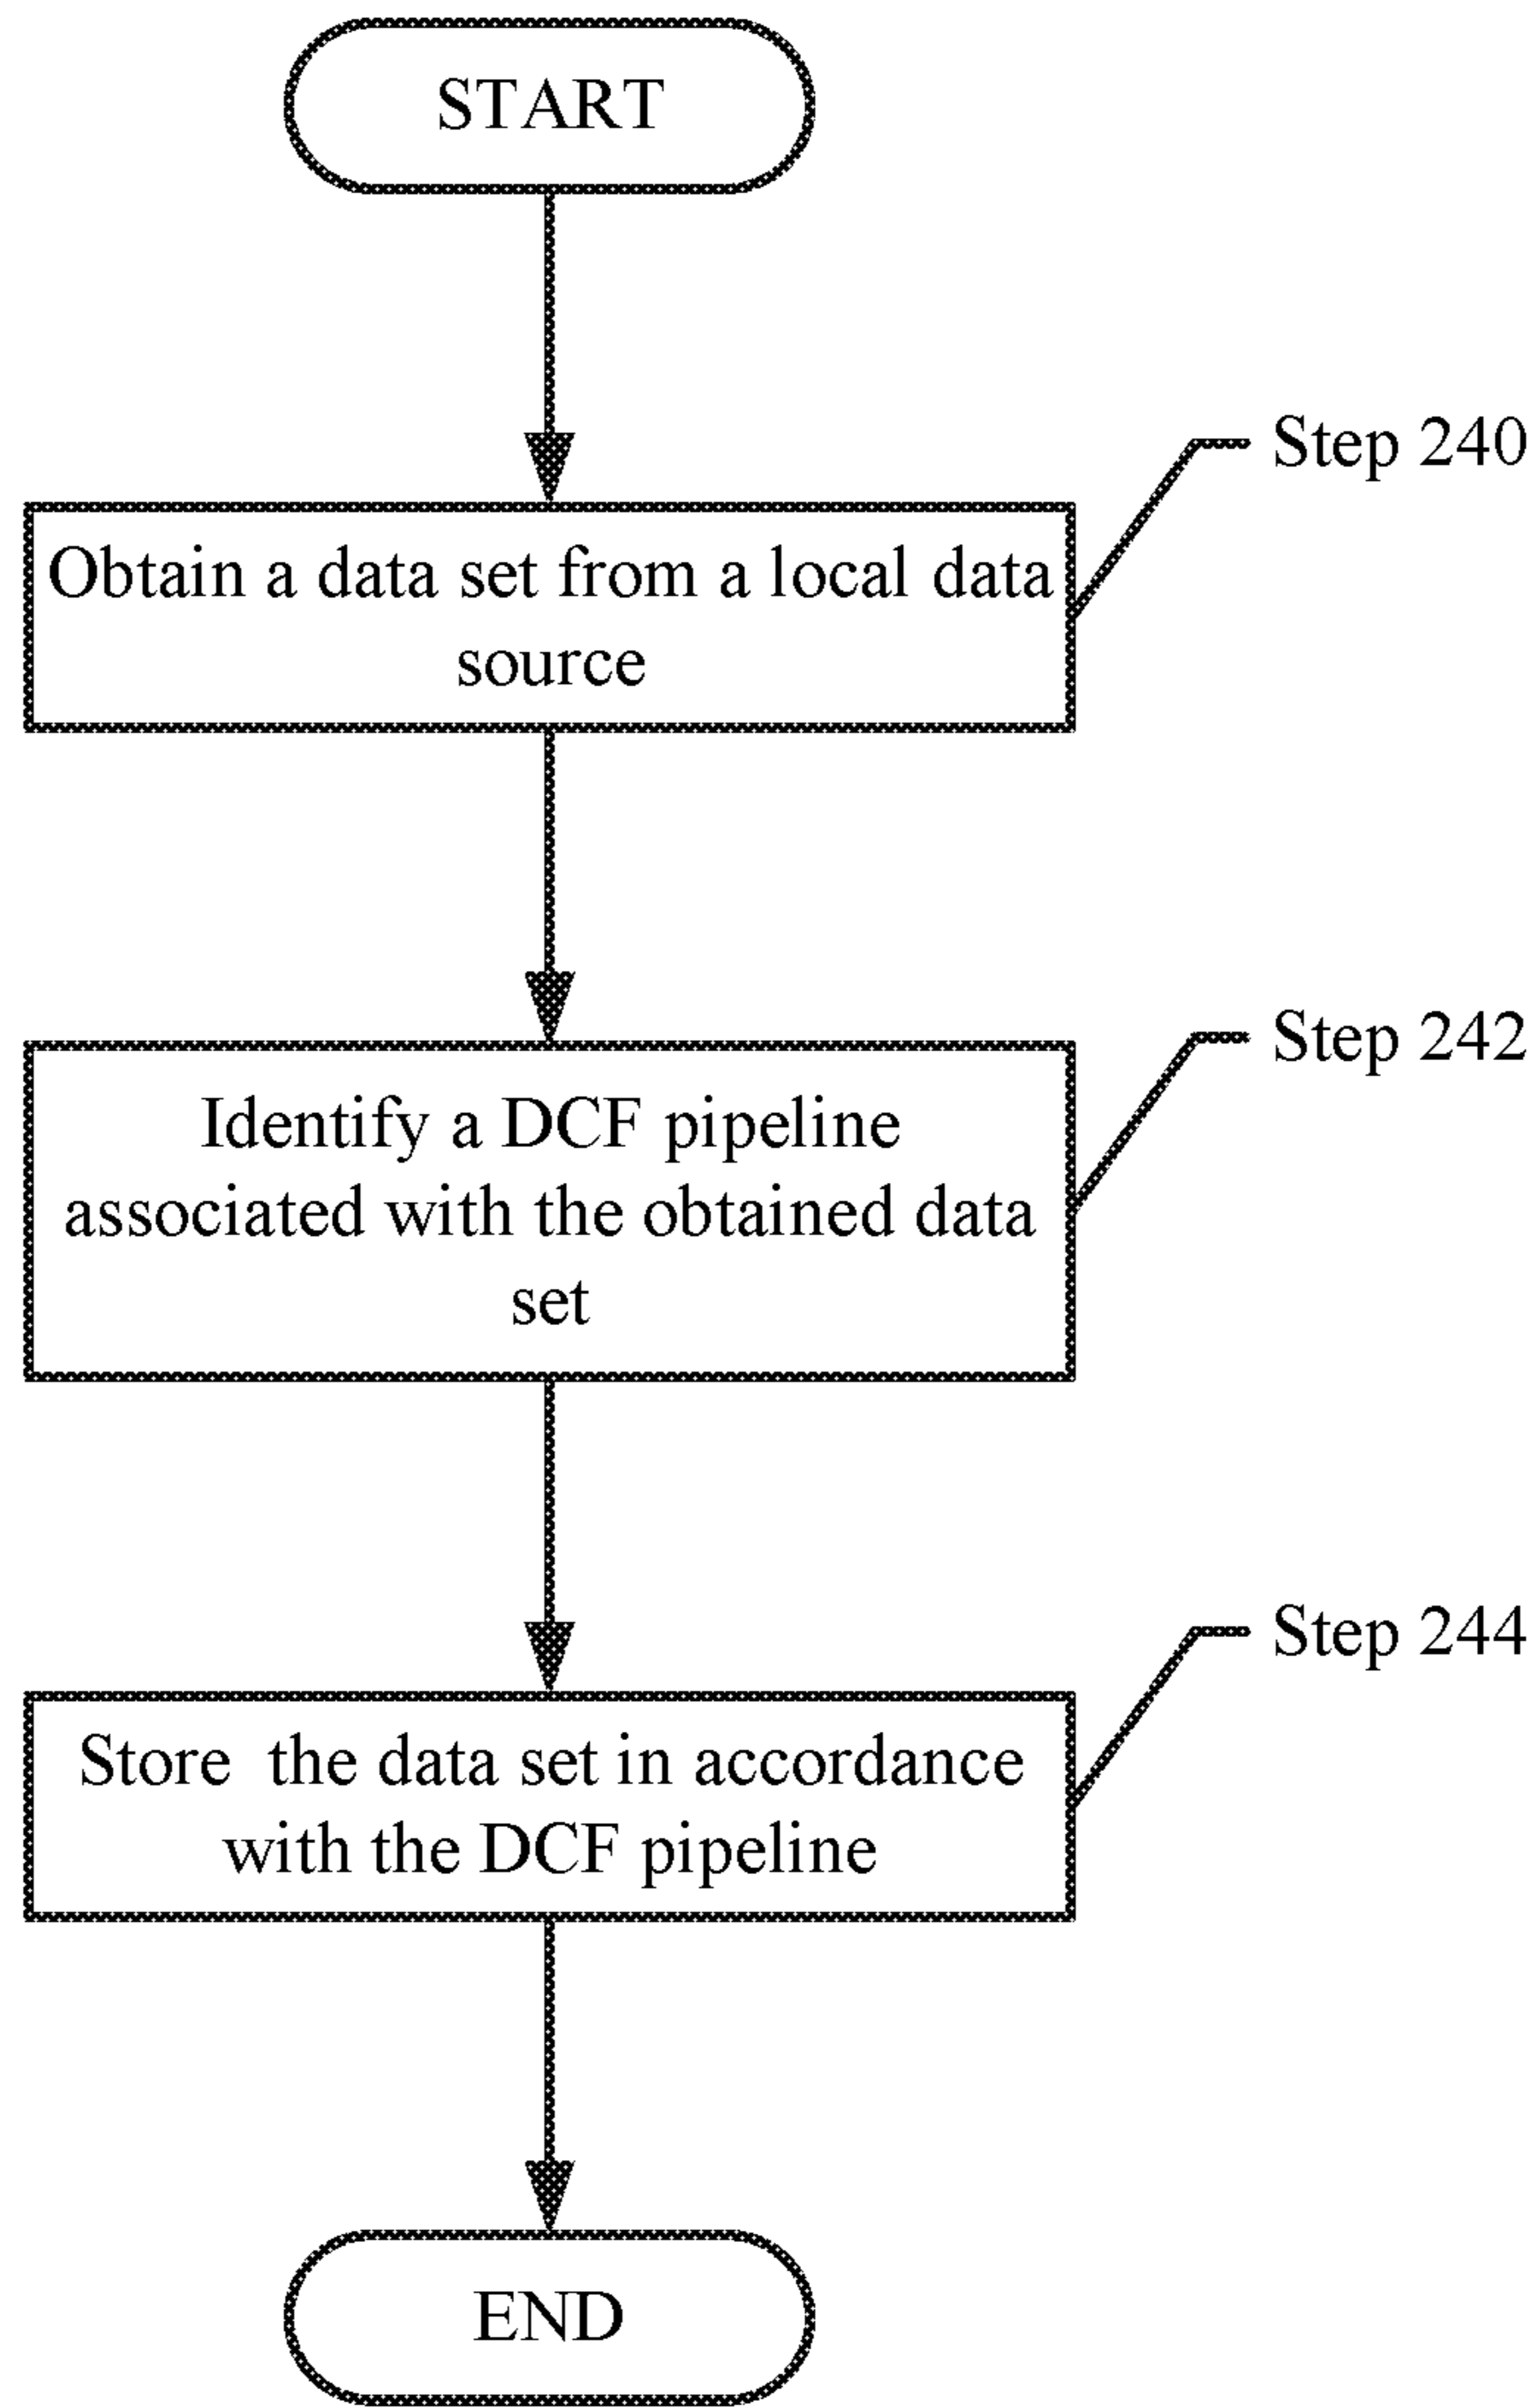 START
Step 240
Obtain a data set from a local data
source
Step 242
Identify a DCF pipeline
associated with the obtained data
set
Step 244
Store  the data set in accordance
with the DCF pipeline
END